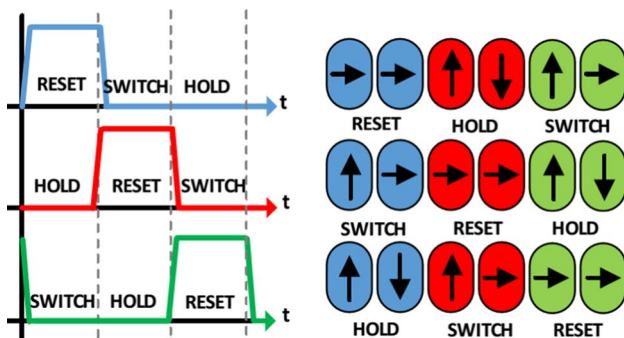 RESET SWITCH HOLD t
HOLD RESET SWITCH t
SWITCH HOLD RESET t
RESET HOLD SWITCH
SWITCH RESET HOLD
HOLD SWITCH RESET